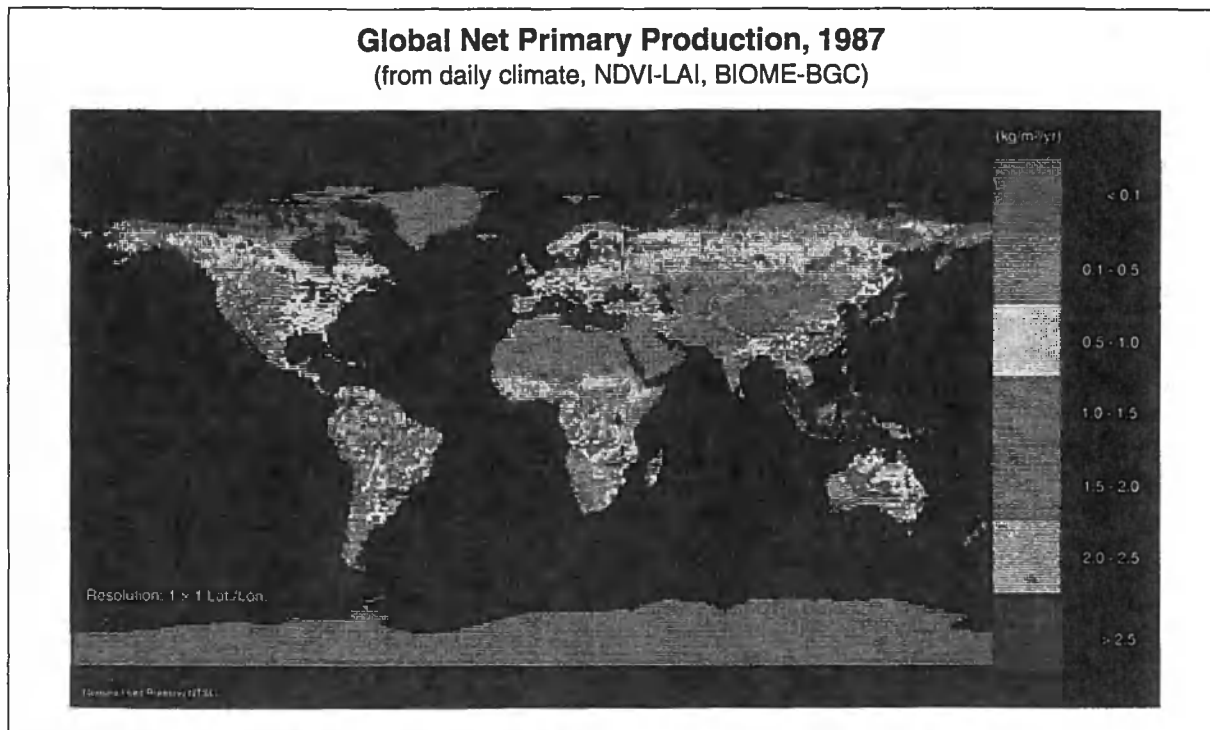 Global Net Primary Production, 1987
(from daily climate, NDVI-LAI, BIOME-BGC)
(kg/m²/yr)
< 0.1
0.1 - 0.5
0.5 - 1.0
1.0 - 1.5
1.5 - 2.0
2.0 - 2.5
> 2.5
Resolution: 1 x 1 Lat./Lon.